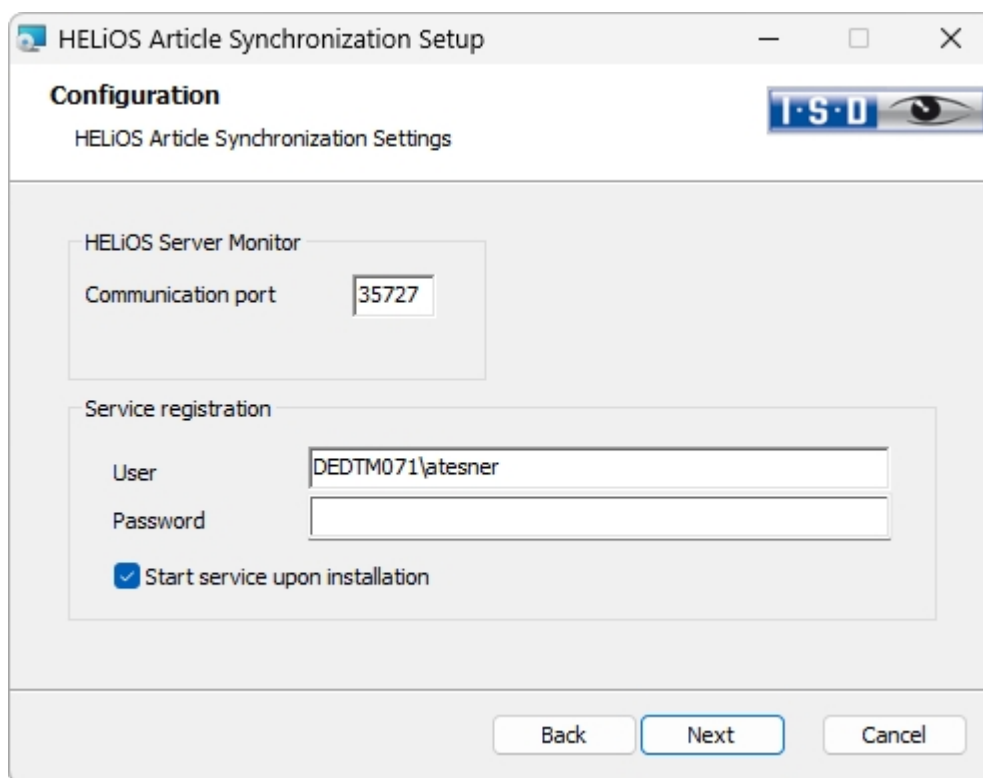 HELiOS Article Synchronization Setup
Configuration
HELiOS Article Synchronization Settings
I·S·D
HELiOS Server Monitor
Communication port 35727
Service registration
User DEDTM071\atesner
Password
Start service upon installation
Back Next Cancel